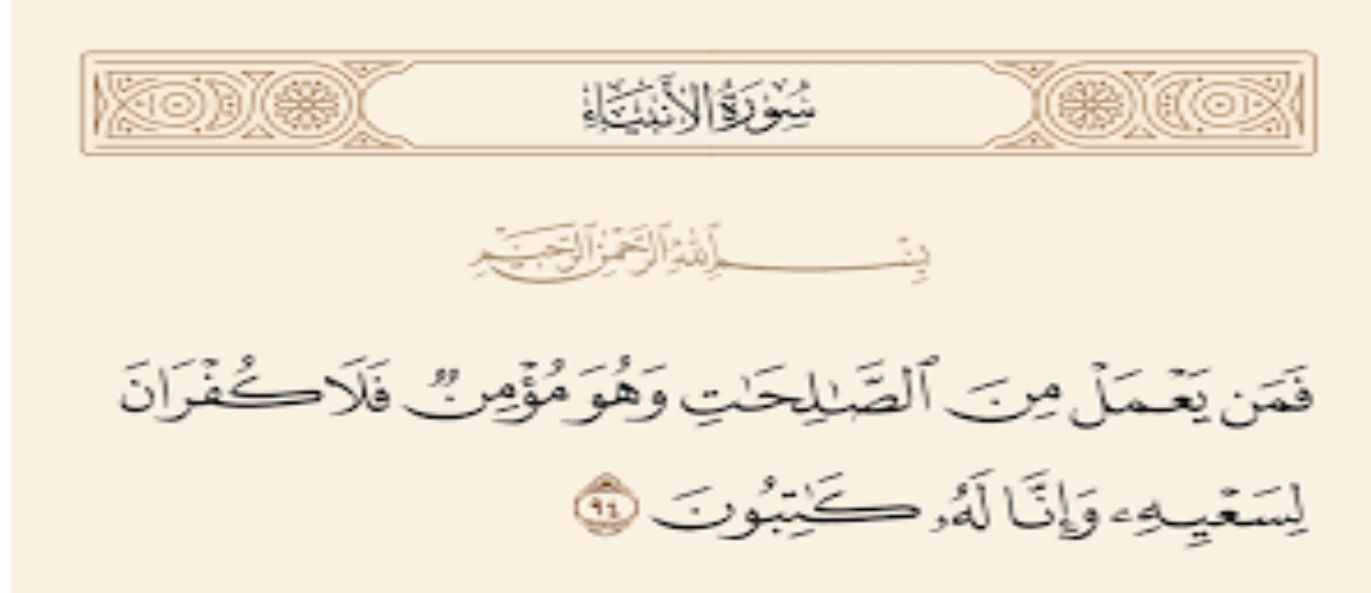 سُورَةُ الأَنبِيَاءِ
بِسْمِ ٱللَّهِ ٱلرَّحْمَٰنِ ٱلرَّحِيمِ
فَمَن يَعْمَلْ مِنَ ٱلصَّٰلِحَٰتِ وَهُوَ مُؤْمِنٌ فَلَا كُفْرَانَ
لِسَعْيِهِۦ وَإِنَّا لَهُۥ كَٰتِبُونَ ٩٤